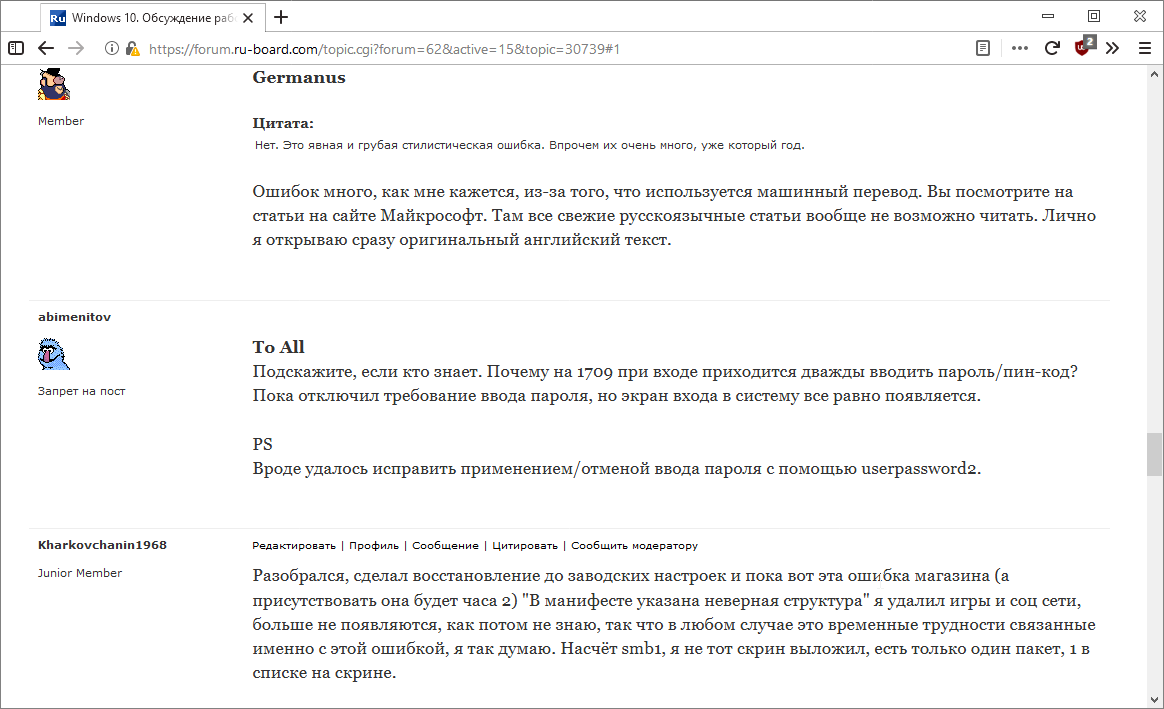 Ru Windows 10. Обсуждение раб
https://forum.ru-board.com/topic.cgi?forum=62&active=15&topic=30739#1
2
Germanus
Member
Цитата:
Нет. Это явная и грубая стилистическая ошибка. Впрочем их очень много, уже который год.
Ошибок много, как мне кажется, из-за того, что используется машинный перевод. Вы посмотрите на
статьи на сайте Майкрософт. Там все свежие русскоязычные статьи вообще не возможно читать. Лично
я открываю сразу оригинальный английский текст.
abimenitov
Запрет на пост
To All
Подскажите, если кто знает. Почему на 1709 при входе приходится дважды вводить пароль/пин-код?
Пока отключил требование ввода пароля, но экран входа в систему все равно появляется.
PS
Вроде удалось исправить применением/отменой ввода пароля с помощью userpassword2.
Kharkovchanin1968
Junior Member
Редактировать | Профиль | Сообщение | Цитировать | Сообщить модератору
Разобрался, сделал восстановление до заводских настроек и пока вот эта ошибка магазина (а
присутствовать она будет часа 2) "В манифесте указана неверная структура" я удалил игры и соц сети,
больше не появляются, как потом не знаю, так что в любом случае это временные трудности связанные
именно с этой ошибкой, я так думаю. Насчёт smb1, я не тот скрин выложил, есть только один пакет, 1 в
списке на скрине.